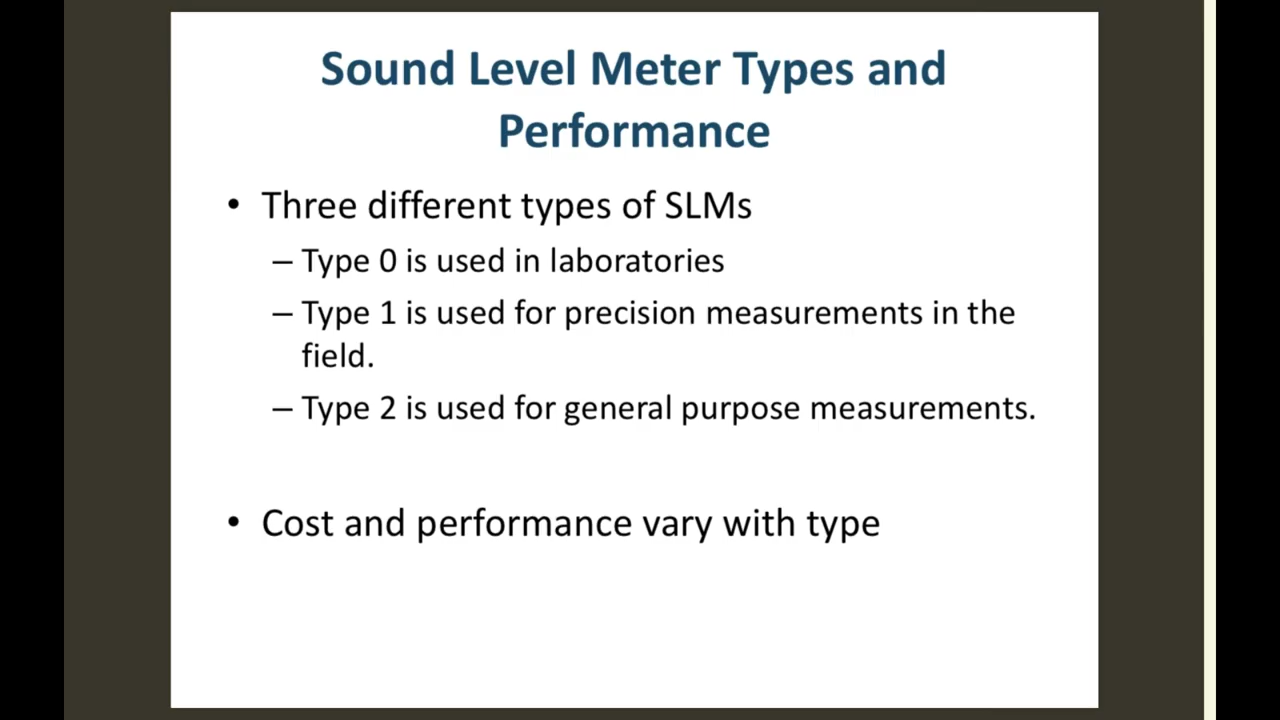 Sound Level Meter Types and
Performance
• Three different types of SLMs
– Type 0 is used in laboratories
– Type 1 is used for precision measurements in the
field.
– Type 2 is used for general purpose measurements.
• Cost and performance vary with type